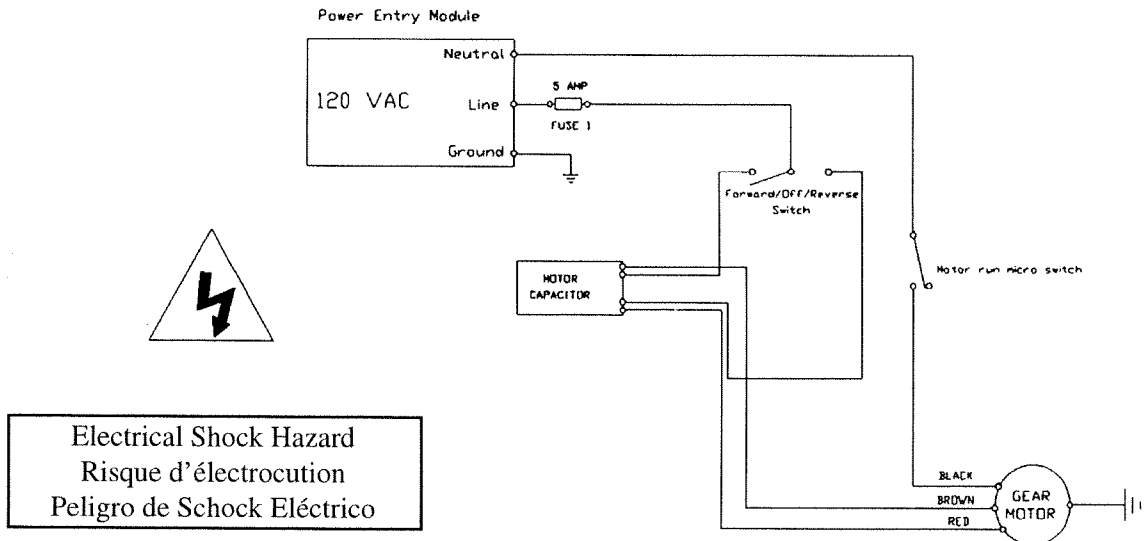 Power Entry Module
Neutral
120 VAC
Line
Ground
5 AMP
FUSE 1
Forward/Off/Reverse
Switch
Motor run micro switch
MOTOR
CAPACITOR
Electrical Shock Hazard
Risque d'électrocution
Peligro de Schock Eléctrico
BLACK
BROWN
RED
GEAR
MOTOR